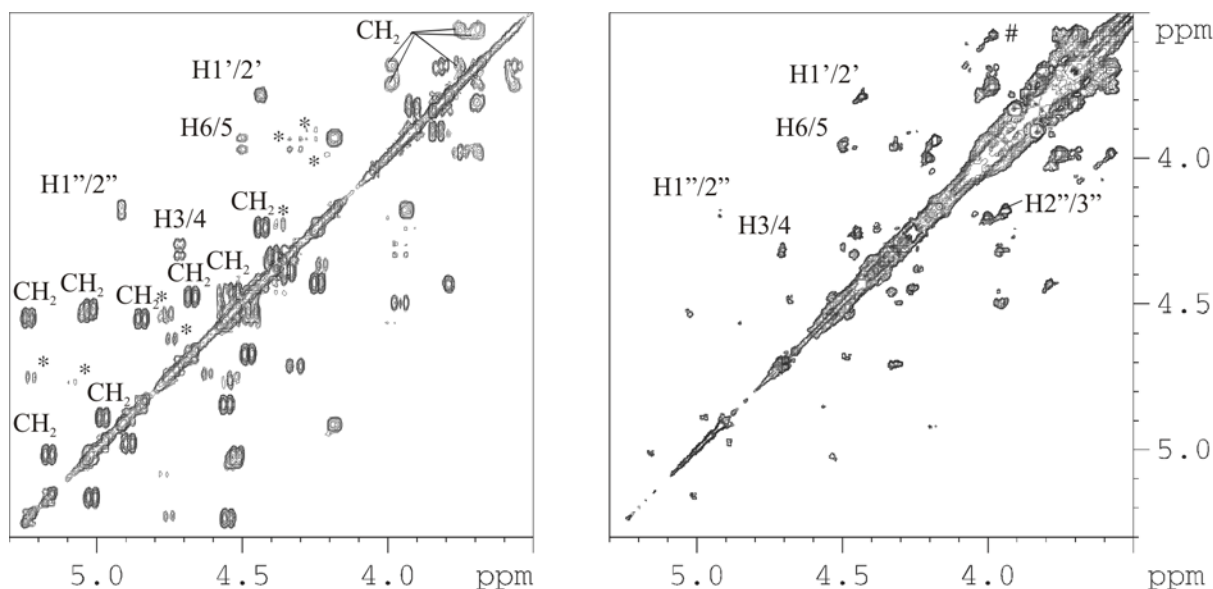 CH₂
H1'/2'
H6/5
*
*
*
H1"/2"
H3/4
CH₂
*
CH₂
CH₂
CH₂
CH₂
CH₂
*
*
*
*
CH₂
CH₂
5.0 4.5 4.0 ppm
#
ppm
H1'/2'
H6/5
4.0
H1"/2"
H3/4
H2"/3"
4.5
5.0
5.0 4.5 4.0 ppm